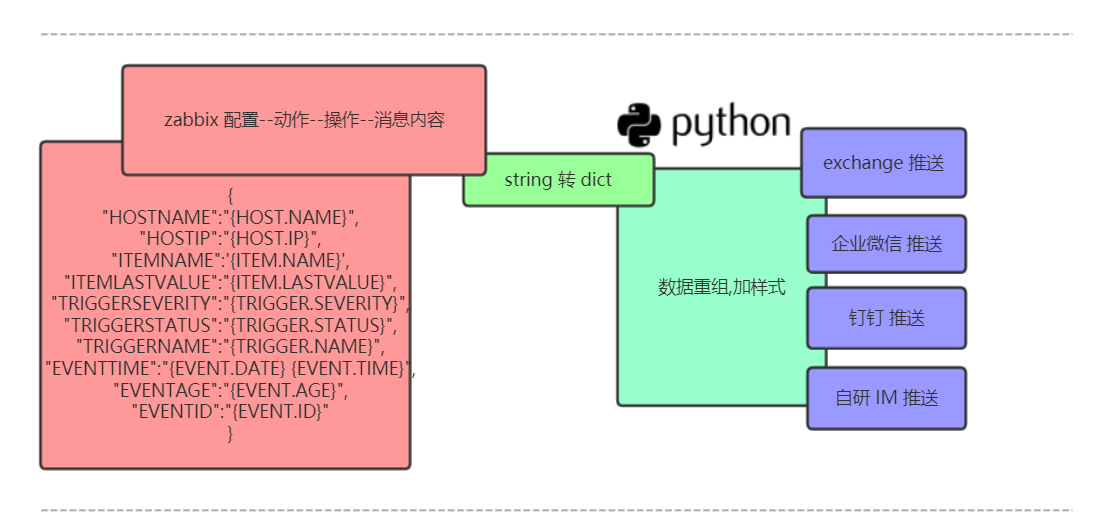 zabbix 配置--动作--操作--消息内容
{
"HOSTNAME":"{HOST.NAME}",
"HOSTIP":"{HOST.IP}",
"ITEMNAME":'{ITEM.NAME}',
"ITEMLASTVALUE":"{ITEM.LASTVALUE}",
"TRIGGERSEVERITY":"{TRIGGER.SEVERITY}",
"TRIGGERSTATUS":"{TRIGGER.STATUS}",
"TRIGGERNAME":"{TRIGGER.NAME}",
"EVENTTIME":"{EVENT.DATE} {EVENT.TIME}",
"EVENTAGE":"{EVENT.AGE}",
"EVENTID":"{EVENT.ID}"
}
string 转 dict
python
数据重组,加样式
exchange 推送
企业微信 推送
钉钉 推送
自研 IM 推送